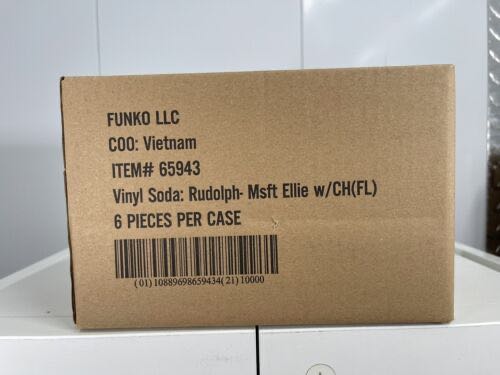 FUNKO LLC
COO: Vietnam
ITEM# 65943
Vinyl Soda: Rudolph- Msft Ellie w/CH(FL)
6 PIECES PER CASE
(01)10889698659434(21)10000